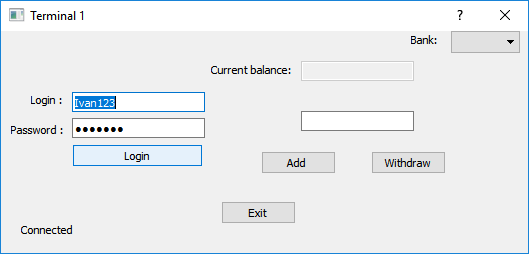 Terminal 1
Bank:
Current balance:
Login : Ivan123
Password : ●●●●●●●
Login
Add Withdraw
Exit
Connected